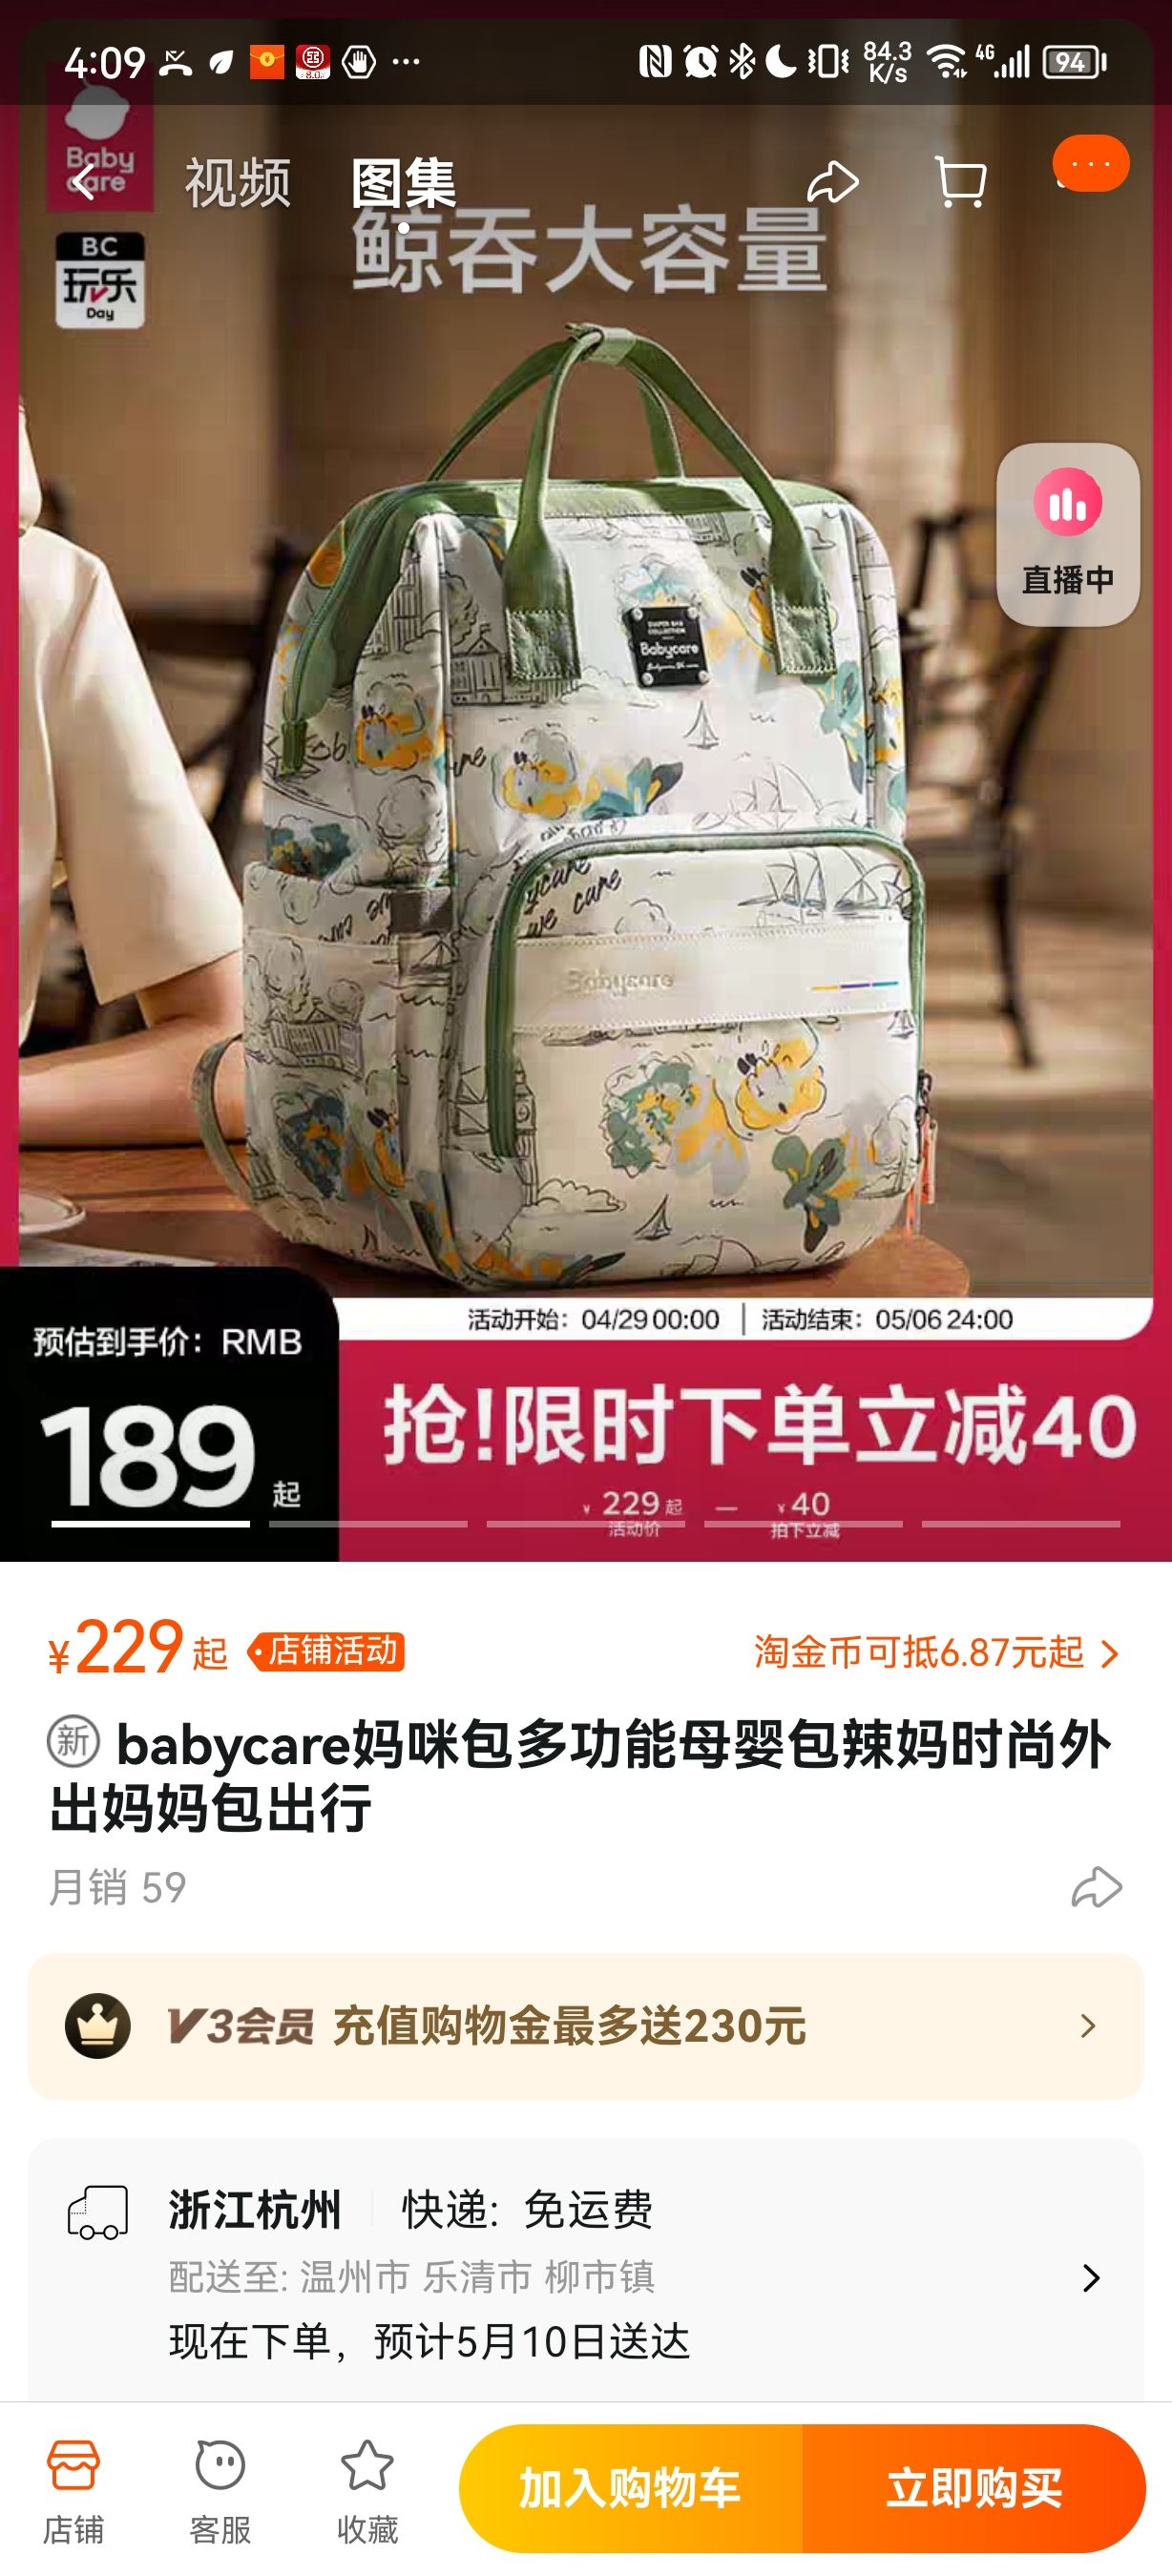 4:09
84.3
K/s
4G
94
Baby
care
视频
图集
BC
玩乐
Day
鲸吞大容量
直播中
DIAPER BAG
COLLECTION
Babycare
ycare
we care
Babycare
活动开始：04/29 00:00 | 活动结束：05/06 24:00
预估到手价：RMB
189起
抢!限时下单立减40
¥ 229起 — ¥ 40
活动价 拍下立减
¥229起 店铺活动
淘金币可抵6.87元起
新 babycare妈咪包多功能母婴包辣妈时尚外
出妈妈包出行
月销 59
V3会员 充值购物金最多送230元
浙江杭州 快递: 免运费
配送至: 温州市 乐清市 柳市镇
现在下单，预计5月10日送达
店铺
客服
收藏
加入购物车
立即购买